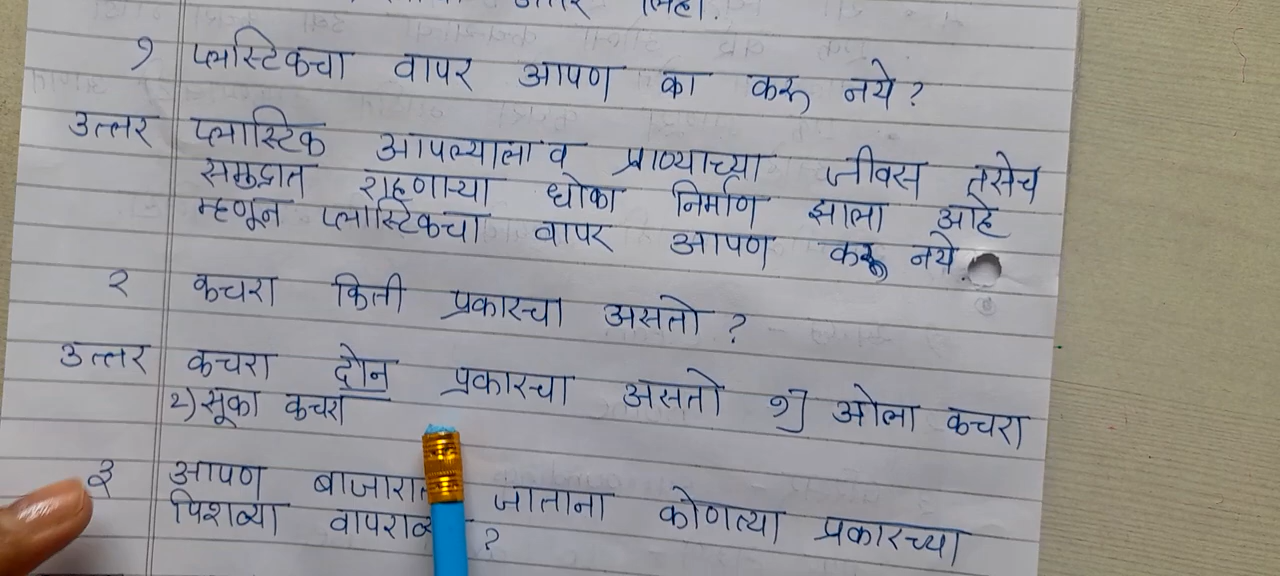 उत्तर लिहा.
१ प्लास्टिकचा वापर आपण का करू नये?
उत्तर प्लास्टिक आपल्याला व प्राण्याच्या जीवस तसेच
समुद्रात राहणाऱ्या धोका निर्माण झाला आहे
म्हणून प्लास्टिकचा वापर आपण करू नये.
२ कचरा किती प्रकारचा असतो?
उत्तर कचरा दोन प्रकारचा असतो १] ओला कचरा
२) सूका कचरा
३ आपण बाजारात जाताना कोणत्या प्रकारच्या
पिशव्या ?